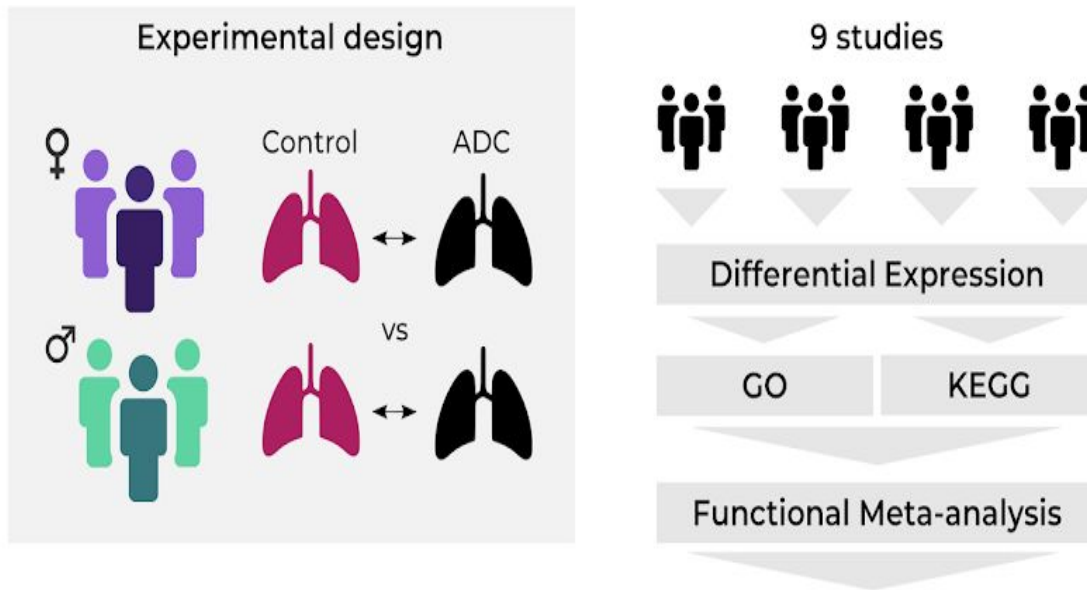 Experimental design
♀
Control ADC
vs
♂
9 studies
Differential Expression
GO KEGG
Functional Meta-analysis